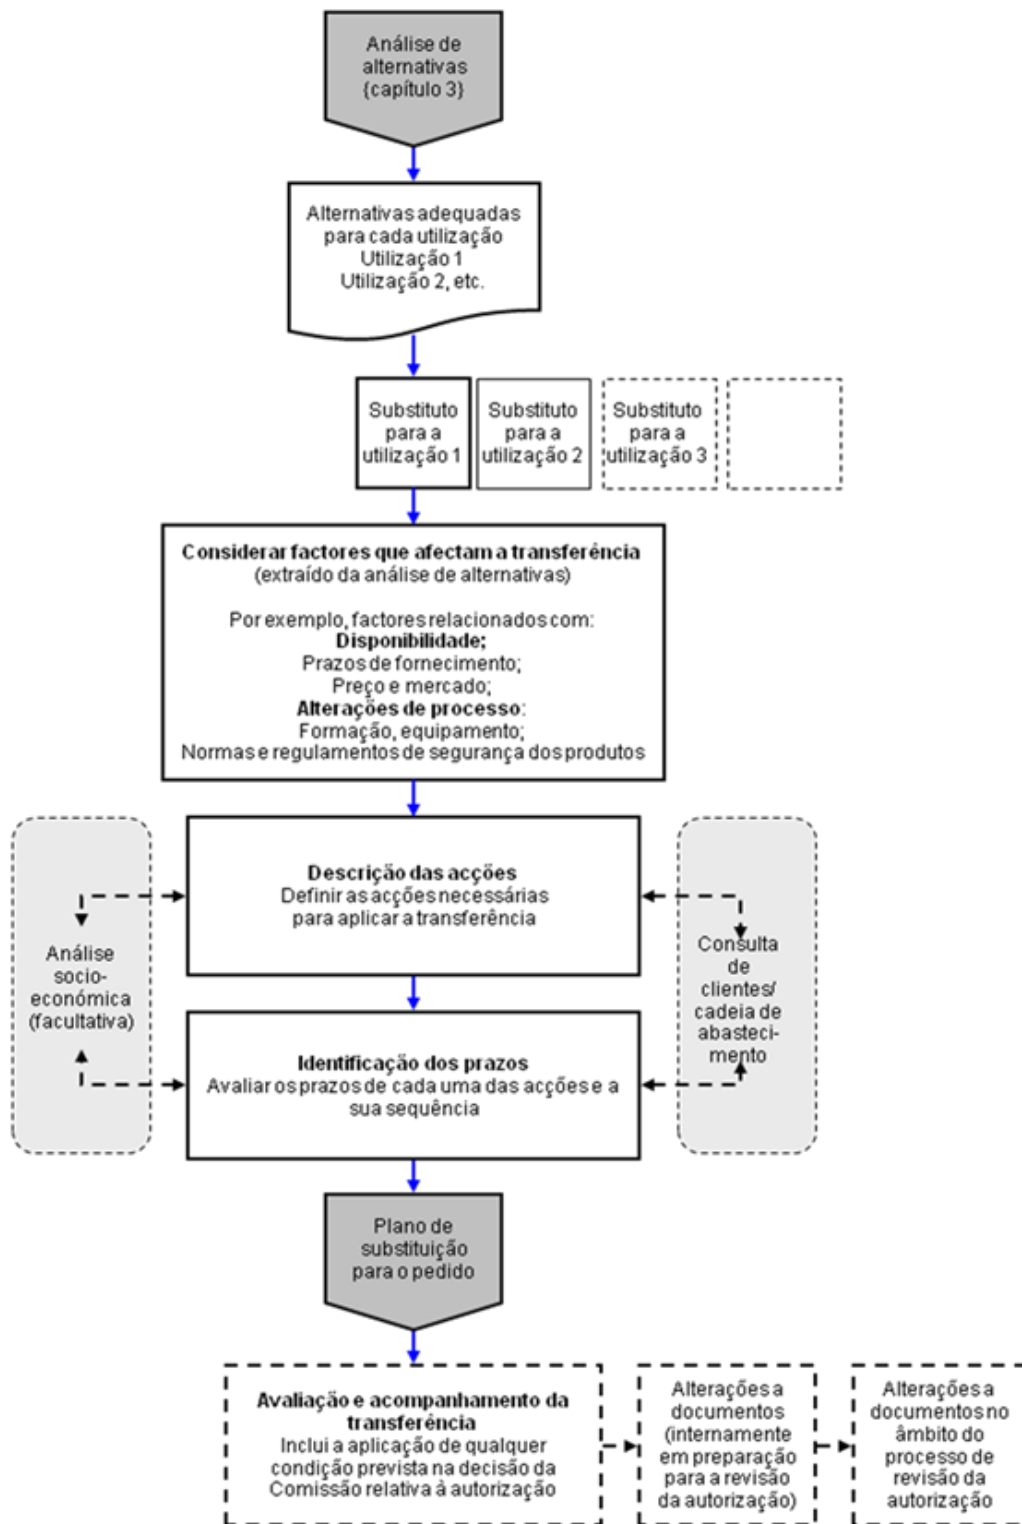 Análise de
alternativas
{capítulo 3}
Alternativas adequadas
para cada utilização
Utilização 1
Utilização 2, etc.
Substituto
para a
utilização 1
Substituto
para a
utilização 2
Substituto
para a
utilização 3
Considerar factores que afectam a transferência
(extraído da análise de alternativas)
Por exemplo, factores relacionados com:
Disponibilidade;
Prazos de fornecimento;
Preço e mercado;
Alterações de processo:
Formação, equipamento;
Normas e regulamentos de segurança dos produtos
Descrição das acções
Definir as acções necessárias
para aplicar a transferência
Análise
socio-
económica
(facultativa)
Consulta
de
clientes/
cadeia de
abasteci-
mento
Identificação dos prazos
Avaliar os prazos de cada uma das acções e a
sua sequência
Plano de
substituição
para o pedido
Avaliação e acompanhamento da
transferência
Inclui a aplicação de qualquer
condição prevista na decisão da
Comissão relativa à autorização
Alterações a
documentos
(internamente
em preparação
para a revisão
da autorização)
Alterações a
documentos no
âmbito do
processo de
revisão da
autorização